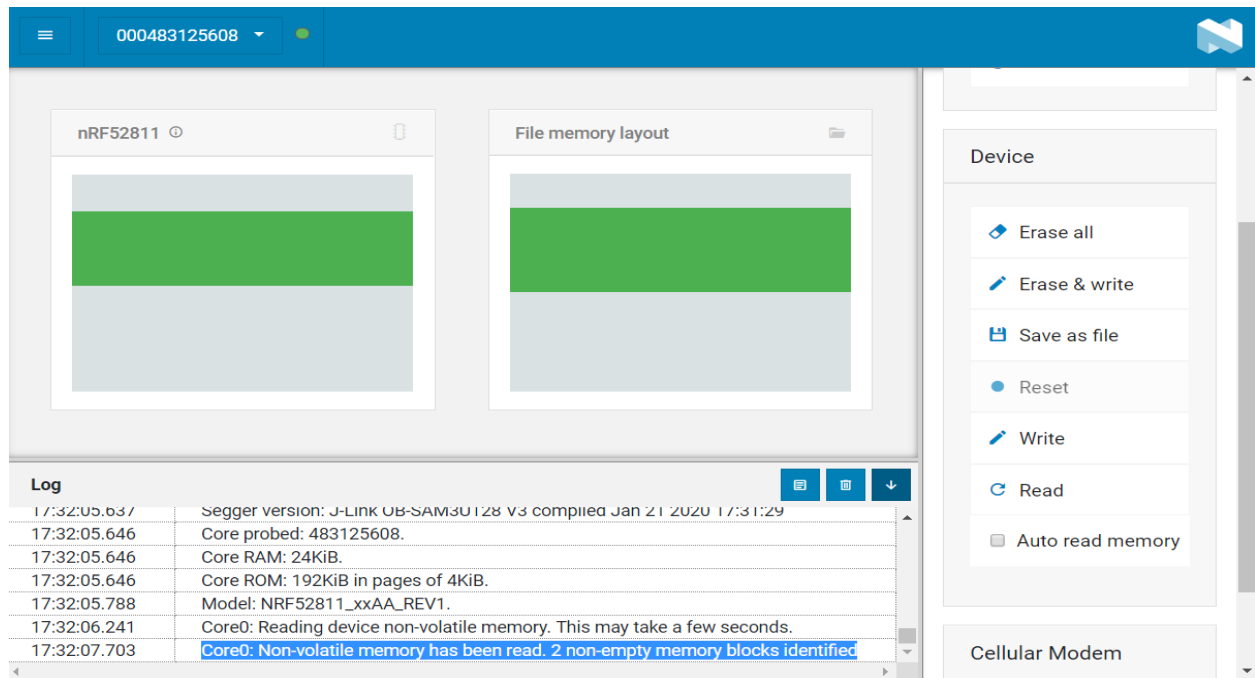 000483125608
nRF52811
File memory layout
Device
Erase all
Erase & write
Save as file
Reset
Write
Read
Auto read memory
Cellular Modem
Log
17:32:05.637 Segger version: J-Link OB-SAM3U128 V3 compiled Jan 21 2020 17:31:29
17:32:05.646 Core probed: 483125608.
17:32:05.646 Core RAM: 24KiB.
17:32:05.646 Core ROM: 192KiB in pages of 4KiB.
17:32:05.788 Model: NRF52811_xxAA_REV1.
17:32:06.241 Core0: Reading device non-volatile memory. This may take a few seconds.
17:32:07.703 Core0: Non-volatile memory has been read. 2 non-empty memory blocks identified